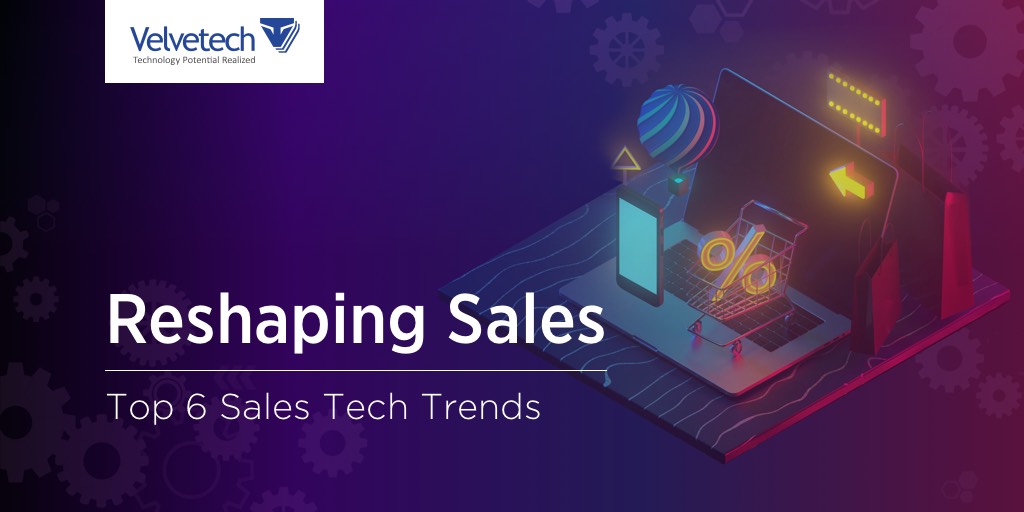 Velvetech
Technology Potential Realized
%
Reshaping Sales
Top 6 Sales Tech Trends